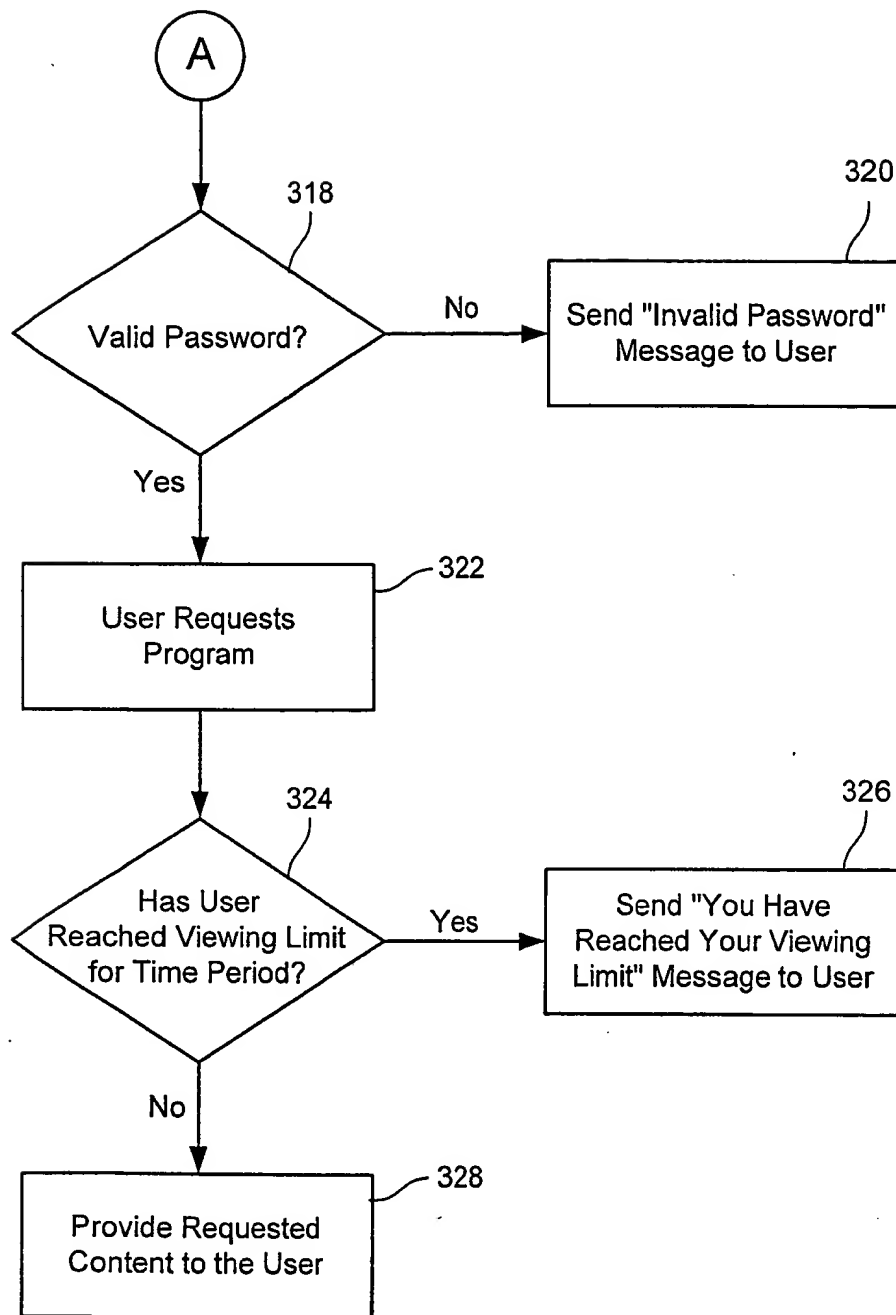 A
318
Valid Password?
No
320
Send "Invalid Password"
Message to User
Yes
322
User Requests
Program
324
Has User
Reached Viewing Limit
for Time Period?
Yes
326
Send "You Have
Reached Your Viewing
Limit" Message to User
No
328
Provide Requested
Content to the User